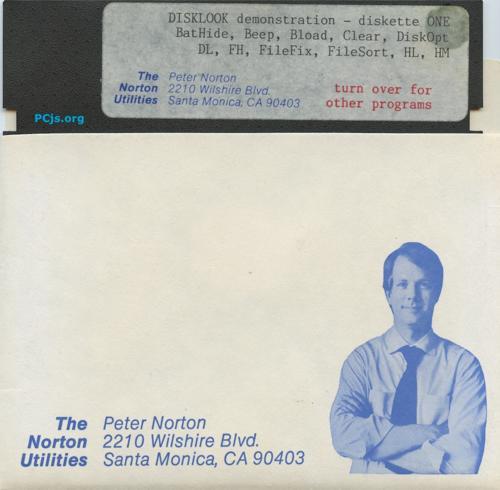 DISKLOOK demonstration - diskette ONE
BatHide, Beep, Bload, Clear, DiskOpt
DL, FH, FileFix, FileSort, HL, HM
The Peter Norton
Norton 2210 Wilshire Blvd.
Utilities Santa Monica, CA 90403
turn over for
other programs
PCjs.org
The Peter Norton
Norton 2210 Wilshire Blvd.
Utilities Santa Monica, CA 90403